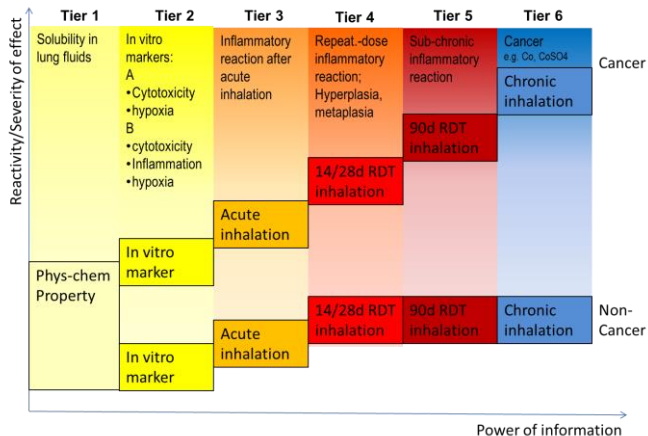 Tier 1 Tier 2 Tier 3 Tier 4 Tier 5 Tier 6
Reactivity/Severity of effect
Solubility in
lung fluids
In vitro
markers:
A
•Cytotoxicity
•hypoxia
B
•cytotoxicity
•Inflammation
•hypoxia
Inflammatory
reaction after
acute
inhalation
Repeat.-dose
inflammatory
reaction;
Hyperplasia,
metaplasia
Sub-chronic
inflammatory
reaction
Cancer
e.g. Co, CoSO4
Cancer
Chronic
inhalation
90d RDT
inhalation
14/28d RDT
inhalation
Acute
inhalation
In vitro
marker
Phys-chem
Property
In vitro
marker
Acute
inhalation
14/28d RDT
inhalation
90d RDT
inhalation
Chronic
inhalation
Non-
Cancer
Power of information